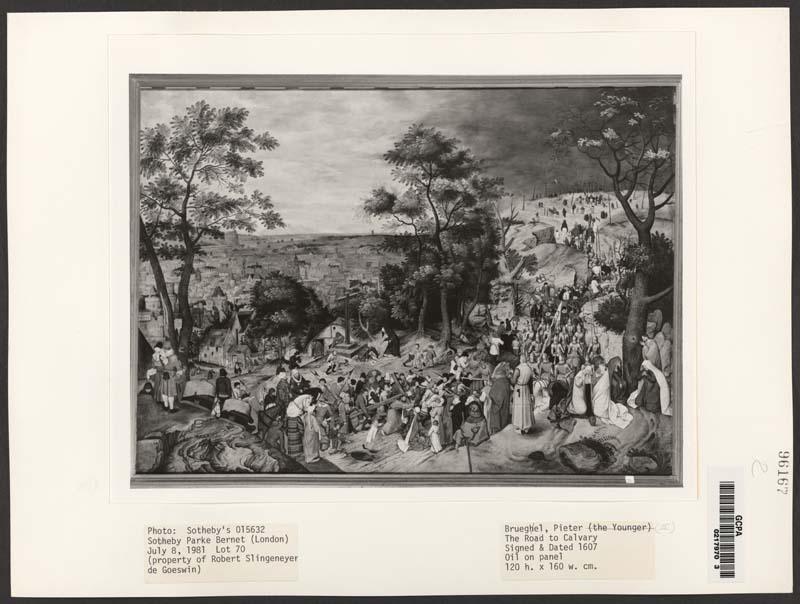 Photo: Sotheby's 015632
Sotheby Parke Bernet (London)
July 8, 1981 Lot 70
(property of Robert Slingeneyer
de Goeswin)
Brueghel, Pieter (the Younger) (II)
The Road to Calvary
Signed & Dated 1607
Oil on panel
120 h. x 160 w. cm.
96167
2
GCPA
0217970 3